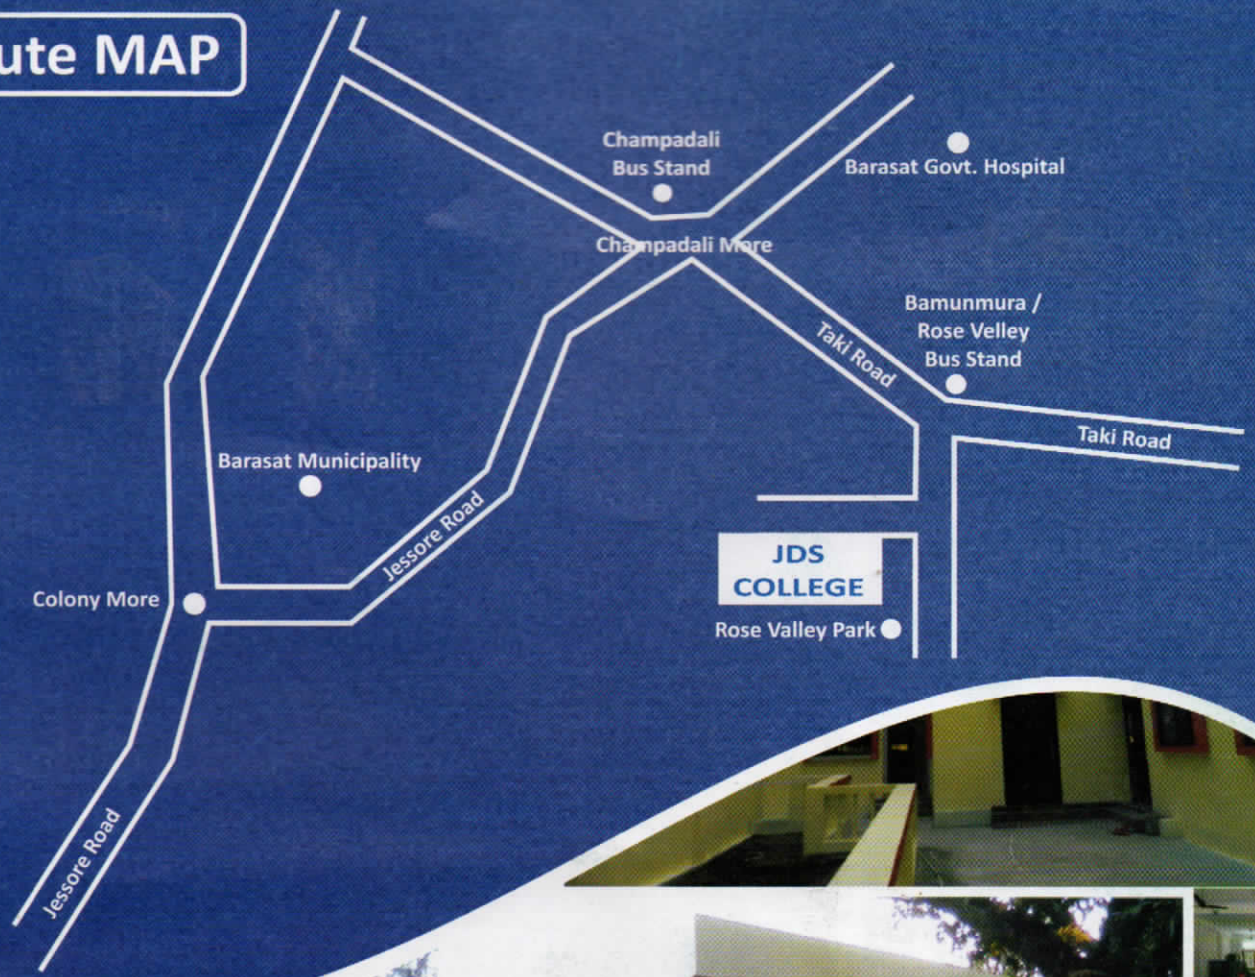 ute MAP
Champadali
Bus Stand
Barasat Govt. Hospital
Champadali More
Bamunmura /
Rose Velley
Bus Stand
Taki Road
Taki Road
Barasat Municipality
Jessore Road
JDS
COLLEGE
Colony More
Rose Valley Park
Jessore Road